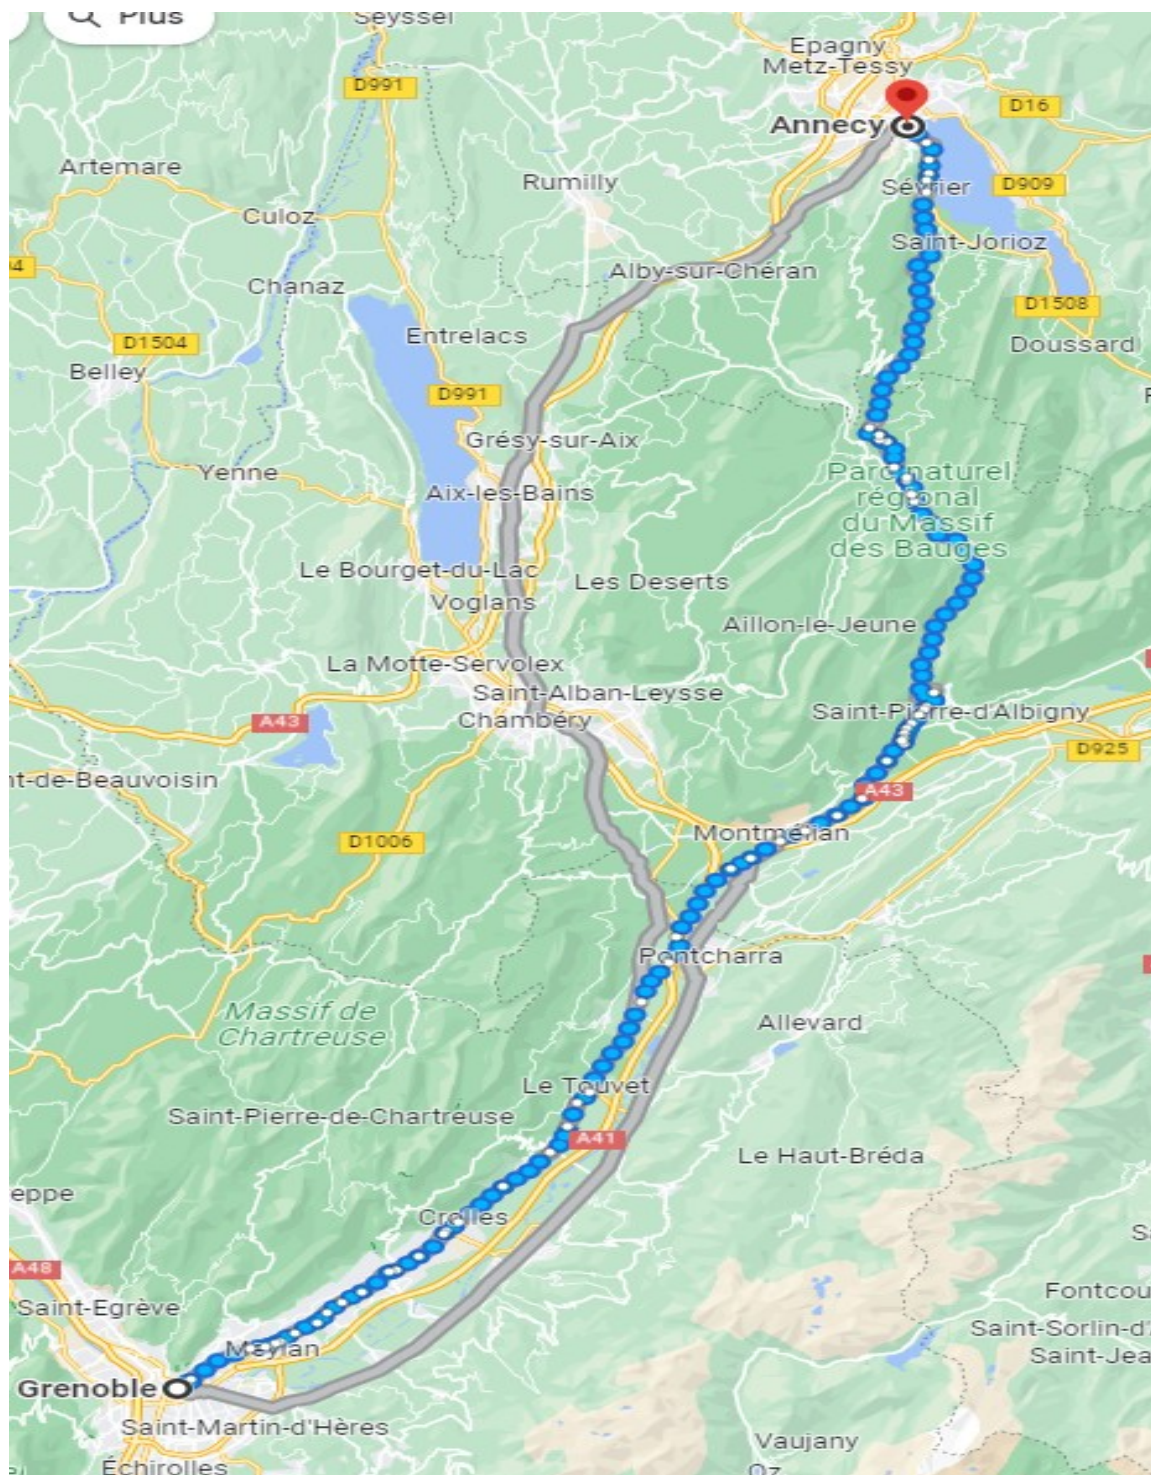 Plus
Seyssel
Epagny
Metz-Tessy
D991
D16
Annecy
Artemare
Rumilly
Sévrier
D909
Culoz
Saint-Jorioz
Alby-sur-Chéran
Chanaz
D1508
Entrelacs
D1504
Doussard
Belley
D991
Grésy-sur-Aix
Yenne
Parc naturel
régional
du Massif
des Bauges
Aix-les-Bains
Le Bourget-du-Lac
Les Deserts
Voglans
Aillon-le-Jeune
La Motte-Servolex
Saint-Alban-Leysse
A43
Chambéry
Saint-Pierre-d'Albigny
D925
nt-de-Beauvoisin
A43
Montmélian
D1006
Pontcharra
Massif de
Chartreuse
Allevard
Le Touvet
Saint-Pierre-de-Chartreuse
A41
Le Haut-Bréda
eppe
Crolles
A48
Fontcou
Saint-Egrève
Saint-Sorlin-d'
Meylan
Saint-Jea
Grenoble
Saint-Martin-d'Hères
Vaujany
Échirolles
Oz